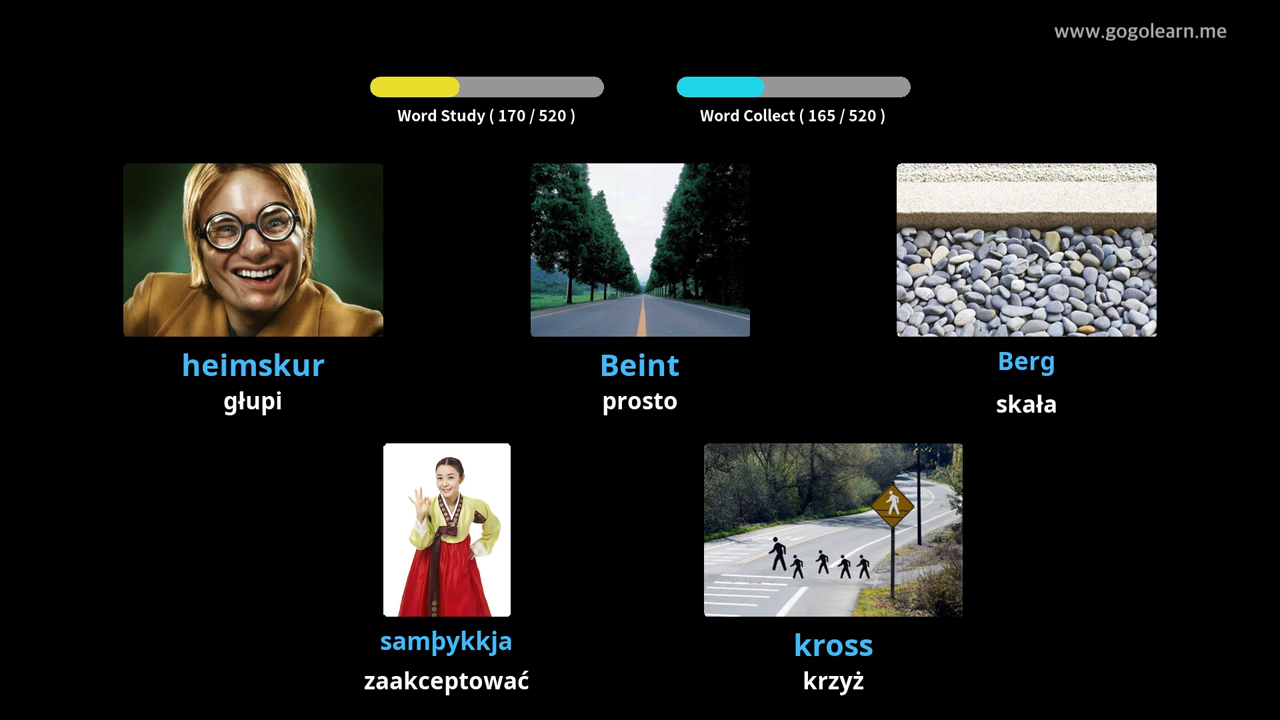 www.gogolearn.me
Word Study ( 170 / 520 )
Word Collect ( 165 / 520 )
heimskur
głupi
Beint
prosto
Berg
skała
samþykkja
zaakceptować
kross
krzyż